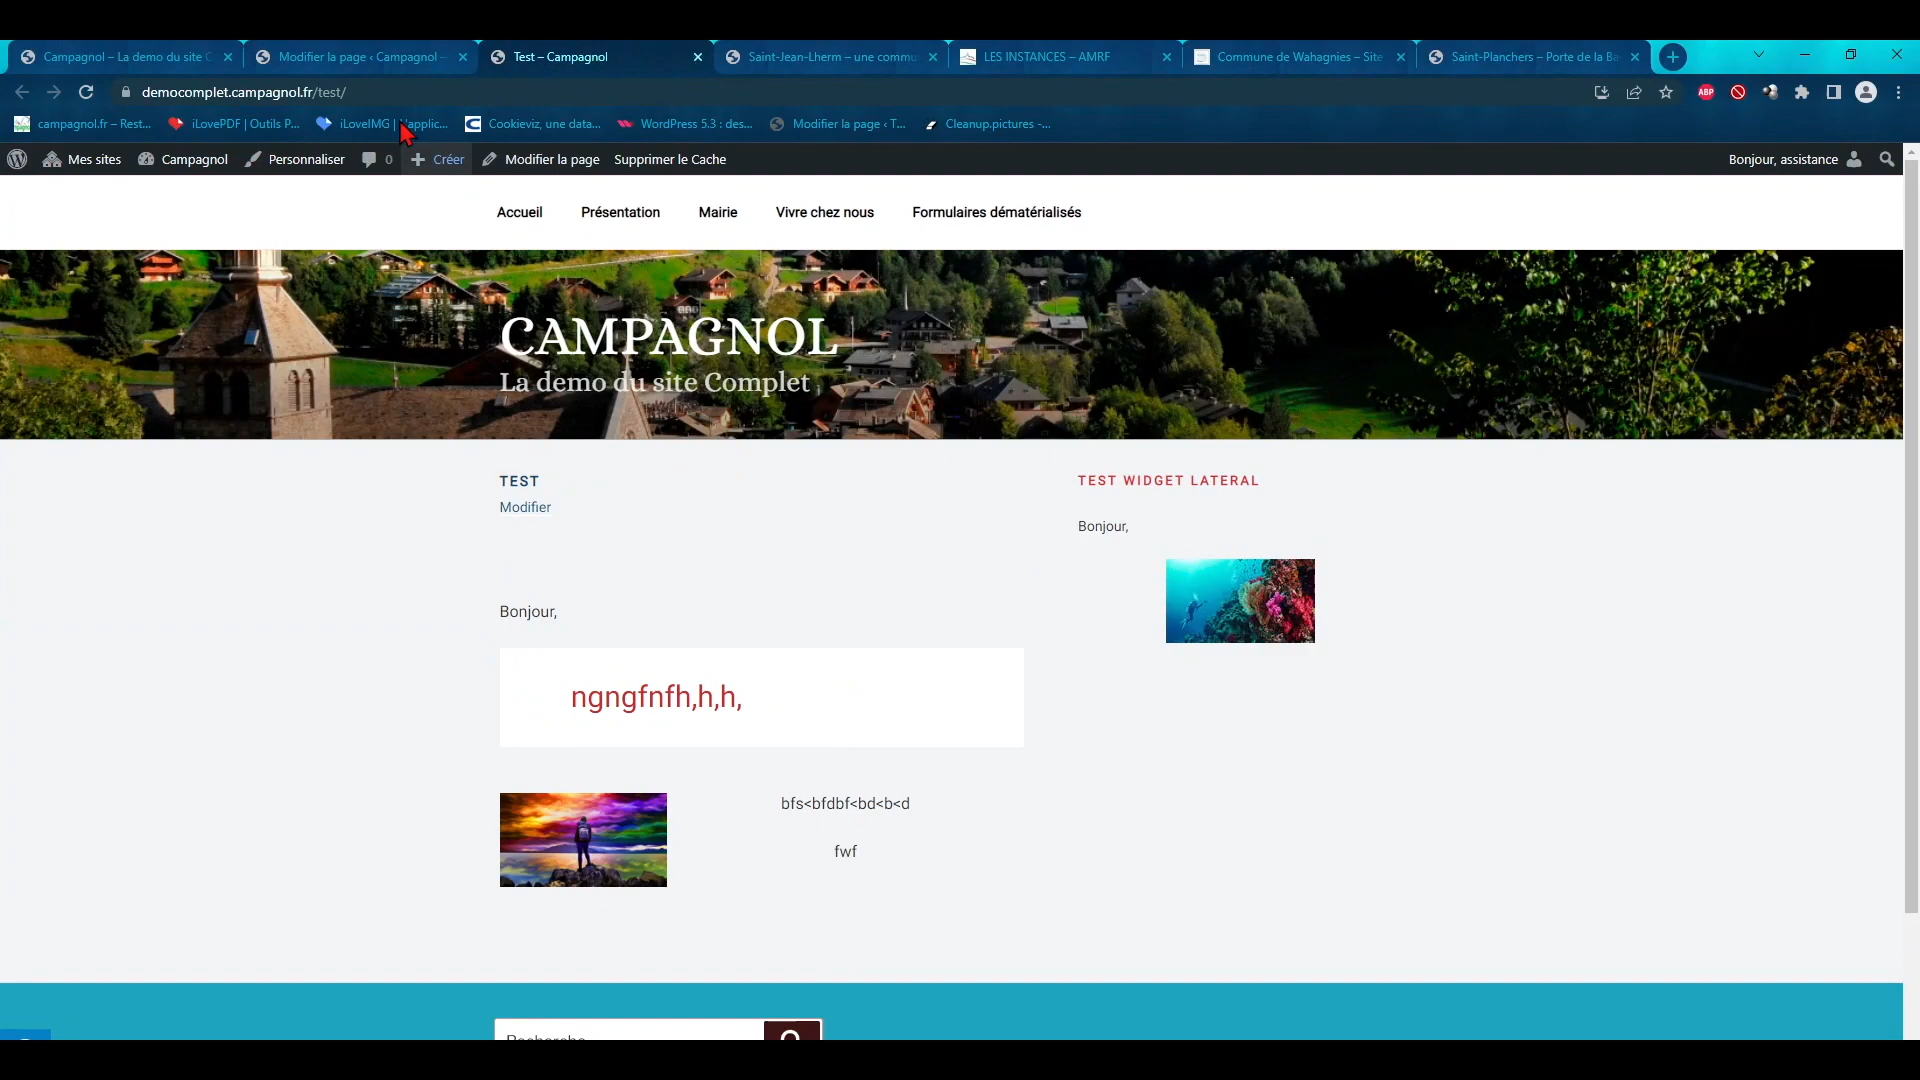 Campagnol – La demo du site C
Modifier la page ‹ Campagnol –
Test – Campagnol
Saint-Jean-Lherm – une commu
LES INSTANCES – AMRF
Commune de Wahagnies – Site
Saint-Planchers – Porte de la Ba
democomplet.campagnol.fr/test/
ABP
campagnol.fr – Rest...
iLovePDF | Outils P...
iLoveIMG | l'applic...
Cookieviz, une data...
WordPress 5.3 : des...
Modifier la page ‹ T...
Cleanup.pictures -...
Mes sites
Campagnol
Personnaliser
0
Créer
Modifier la page
Supprimer le Cache
Bonjour, assistance
Accueil
Présentation
Mairie
Vivre chez nous
Formulaires dématérialisés
CAMPAGNOL
La demo du site Complet
TEST
Modifier
Bonjour,
ngngfnfh,h,h,
bfs<bfdbf<bd<b<d
fwf
TEST WIDGET LATERAL
Bonjour,
Recherche